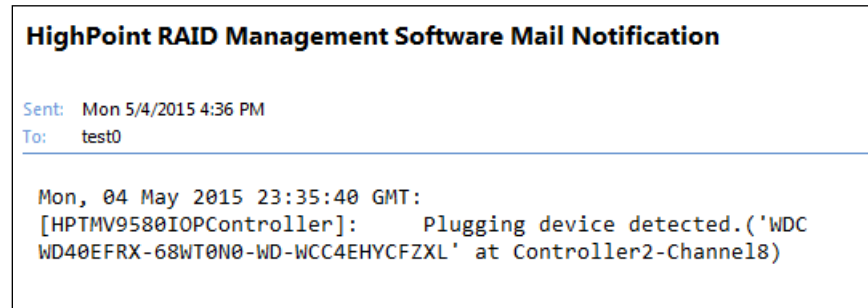 HighPoint RAID Management Software Mail Notification
Sent: Mon 5/4/2015 4:36 PM
To: test0
Mon, 04 May 2015 23:35:40 GMT:
[HPTMV9580IOPController]: Plugging device detected.('WDC
WD40EFRX-68WT0N0-WD-WCC4EHYCFZXL' at Controller2-Channel8)